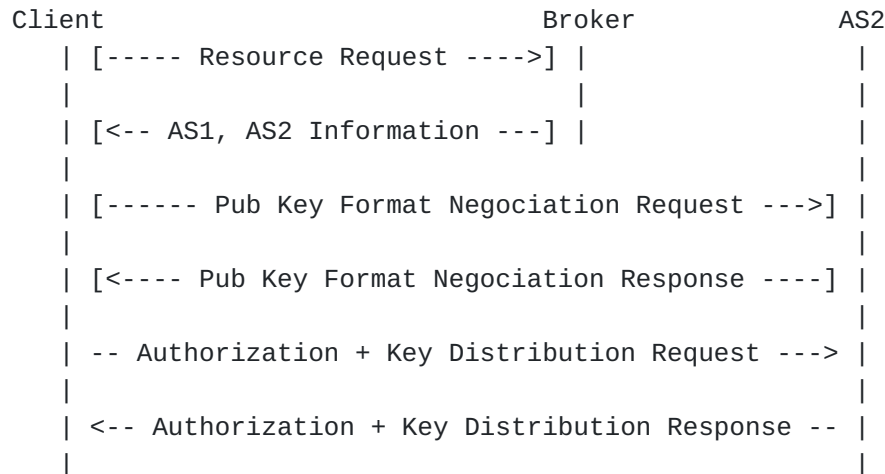 Client                            Broker             AS2
   | [----- Resource Request ---->] |                 |
   |                                |                 |
   | [<-- AS1, AS2 Information ---] |                 |
   |                                                  |
   | [------ Pub Key Format Negociation Request --->] |
   |                                                  |
   | [<---- Pub Key Format Negociation Response ----] |
   |                                                  |
   | -- Authorization + Key Distribution Request ---> |
   |                                                  |
   | <-- Authorization + Key Distribution Response -- |
   |                                                  |